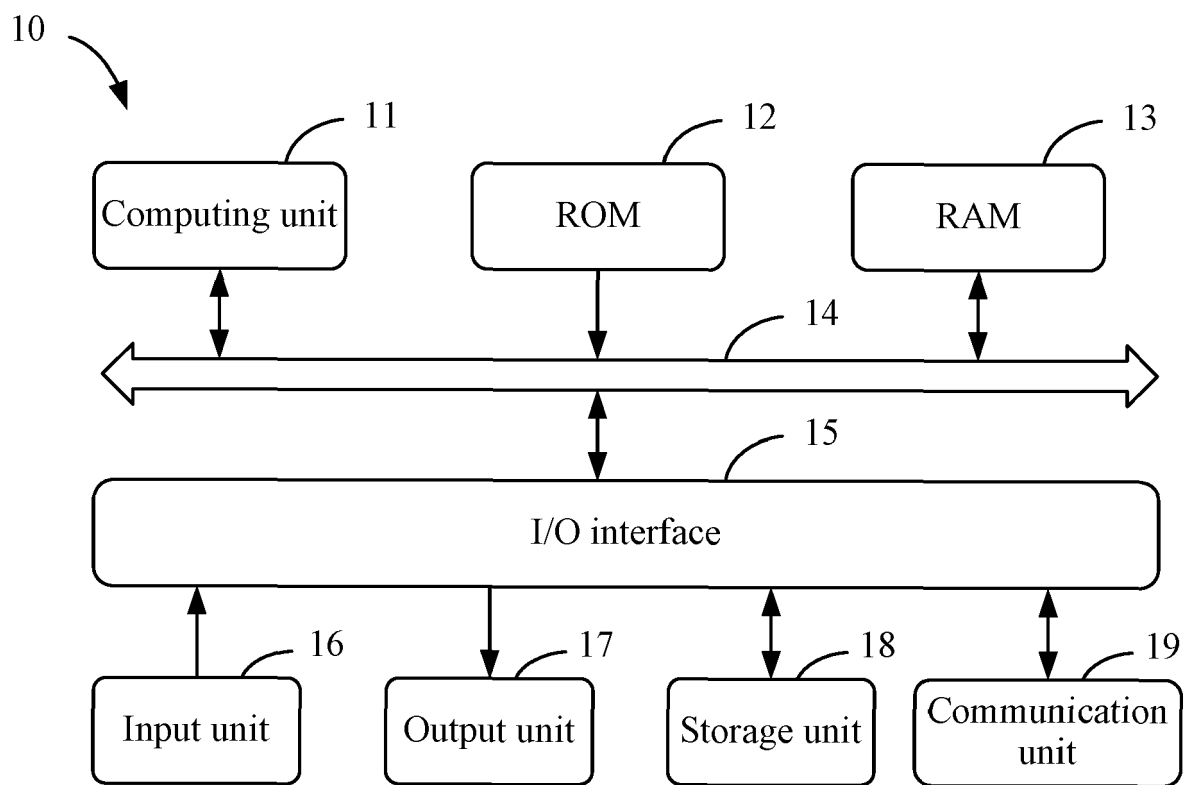 10
11
12
13
Computing unit
ROM
RAM
14
15
I/O interface
16
17
18
19
Input unit
Output unit
Storage unit
Communication
unit